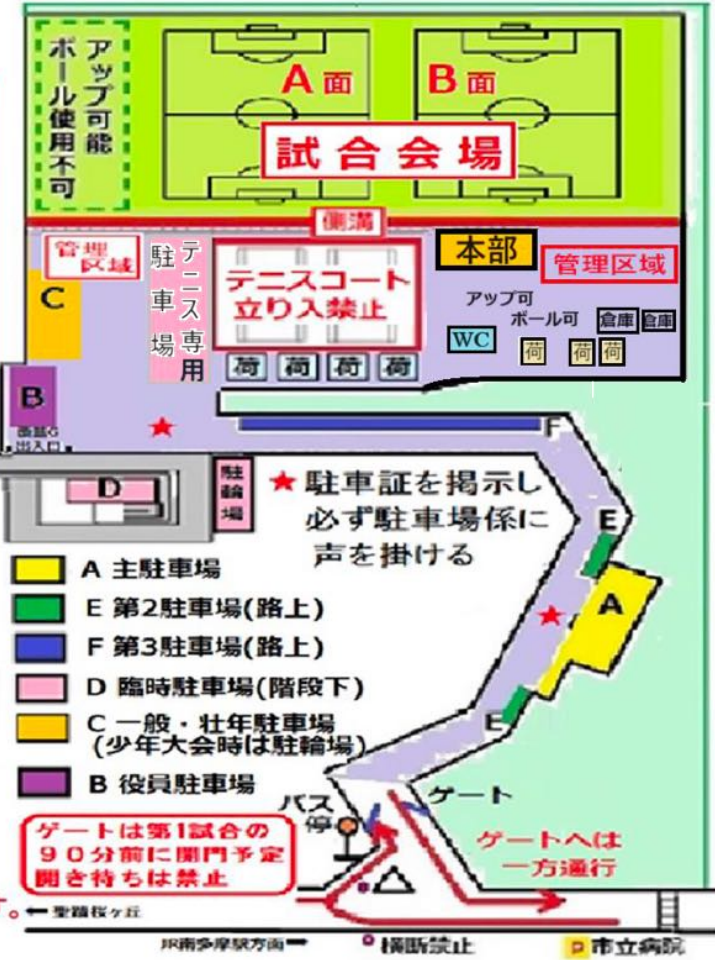 アップ可能
ボール使用不可
A面
B面
試合会場
側溝
管理
区域
テニス専用
駐車場
テニスコート
立り入禁止
本部
管理区域
アップ可
ボール可
倉庫
倉庫
WC
荷
荷
荷
荷
荷
荷
荷
C
B
出入口
F
D
駐輪場
★駐車証を掲示し
必ず駐車場係に
声を掛ける
E
A
E
A 主駐車場
E 第2駐車場(路上)
F 第3駐車場(路上)
D 臨時駐車場(階段下)
C 一般・壮年駐車場
(少年大会時は駐輪場)
B 役員駐車場
バス停
ゲート
ゲートは第1試合の
90分前に開門予定
開き待ちは禁止
ゲートへは
一方通行
。
←聖蹟桜ヶ丘
JR南多摩駅方面→
横断禁止
P市立病院